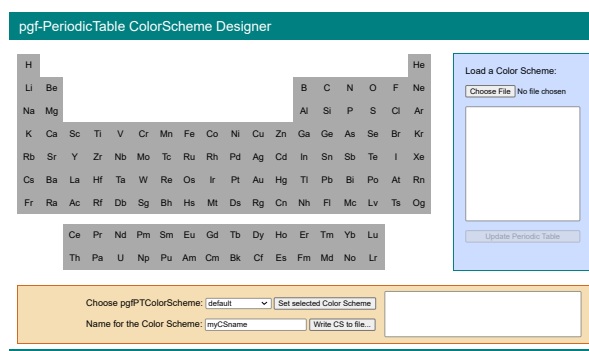 pgf-PeriodicTable ColorScheme Designer
H He
Li Be B C N O F Ne
Na Mg Al Si P S Cl Ar
K Ca Sc Ti V Cr Mn Fe Co Ni Cu Zn Ga Ge As Se Br Kr
Rb Sr Y Zr Nb Mo Tc Ru Rh Pd Ag Cd In Sn Sb Te I Xe
Cs Ba La Hf Ta W Re Os Ir Pt Au Hg Tl Pb Bi Po At Rn
Fr Ra Ac Rf Db Sg Bh Hs Mt Ds Rg Cn Nh Fl Mc Lv Ts Og
Ce Pr Nd Pm Sm Eu Gd Tb Dy Ho Er Tm Yb Lu
Th Pa U Np Pu Am Cm Bk Cf Es Fm Md No Lr
Load a Color Scheme:
Choose File No file chosen
Update Periodic Table
Choose pgfPTColorScheme: default Set selected Color Scheme
Name for the Color Scheme: myCSname Write CS to file...